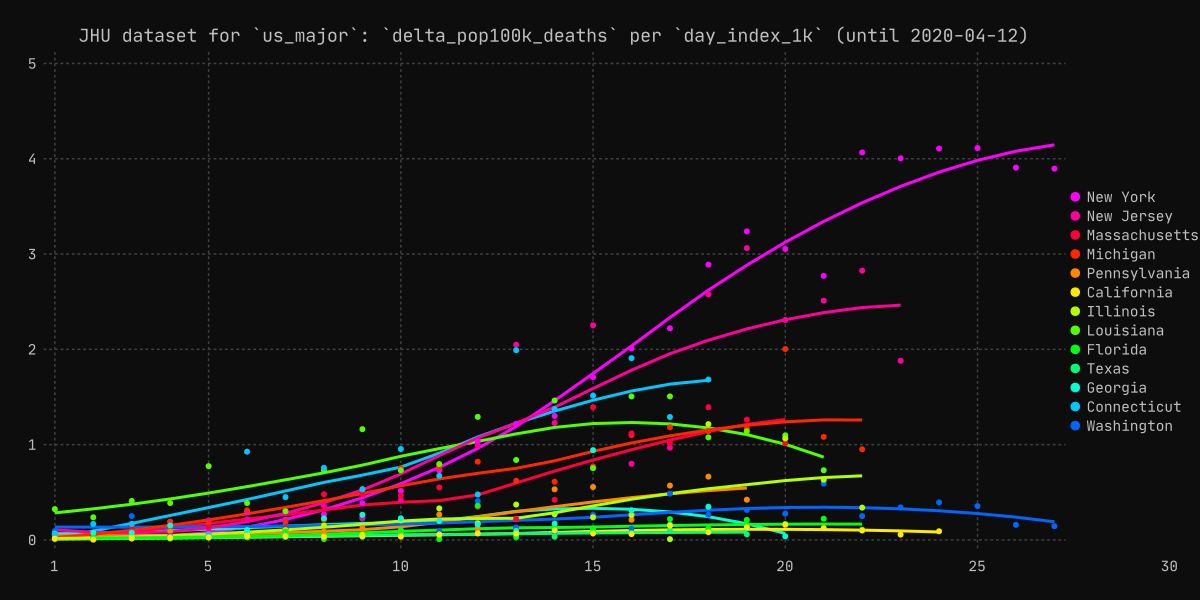 JHU dataset for `us_major`: `delta_pop100k_deaths` per `day_index_1k` (until 2020-04-12)
5
4
3
2
1
0
1 5 10 15 20 25 30
New York
New Jersey
Massachusetts
Michigan
Pennsylvania
California
Illinois
Louisiana
Florida
Texas
Georgia
Connecticut
Washington